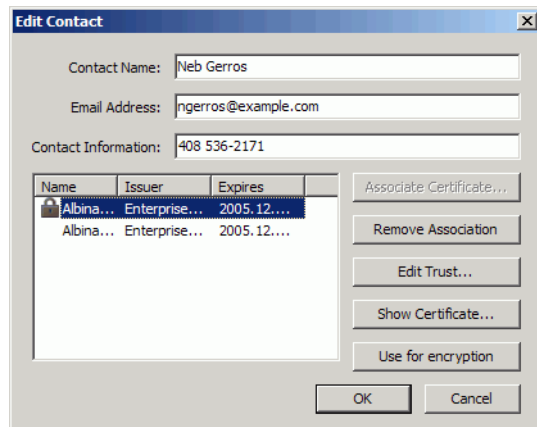 Edit Contact
Contact Name: Neb Gerros
Email Address: ngerros@example.com
Contact Information: 408 536-2171
Name Issuer Expires
Albina... Enterprise... 2005.12....
Albina... Enterprise... 2005.12....
Associate Certificate...
Remove Association
Edit Trust...
Show Certificate...
Use for encryption
OK Cancel